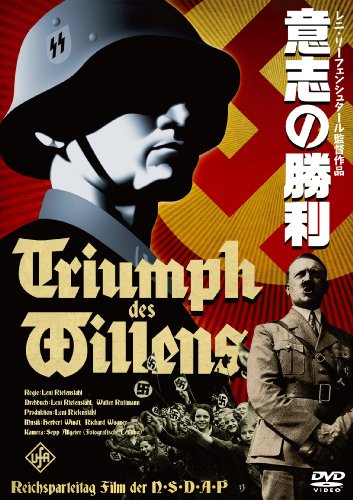 レニ・リーフェンシュタール監督作品
意志の勝利
Triumph
des
Willens
Regie:Leni Riefenstahl
Drehbuch:Leni Riefenstahl, Walter Ruttmann
Produktion:Leni Riefenstahl
Musik:Herbert Windt, Richard Wagner
Kamera:Sepp Allgeier (Fotografische
UFA
Reichsparteitag Film der N·S·D·A·P
DVD
VIDEO